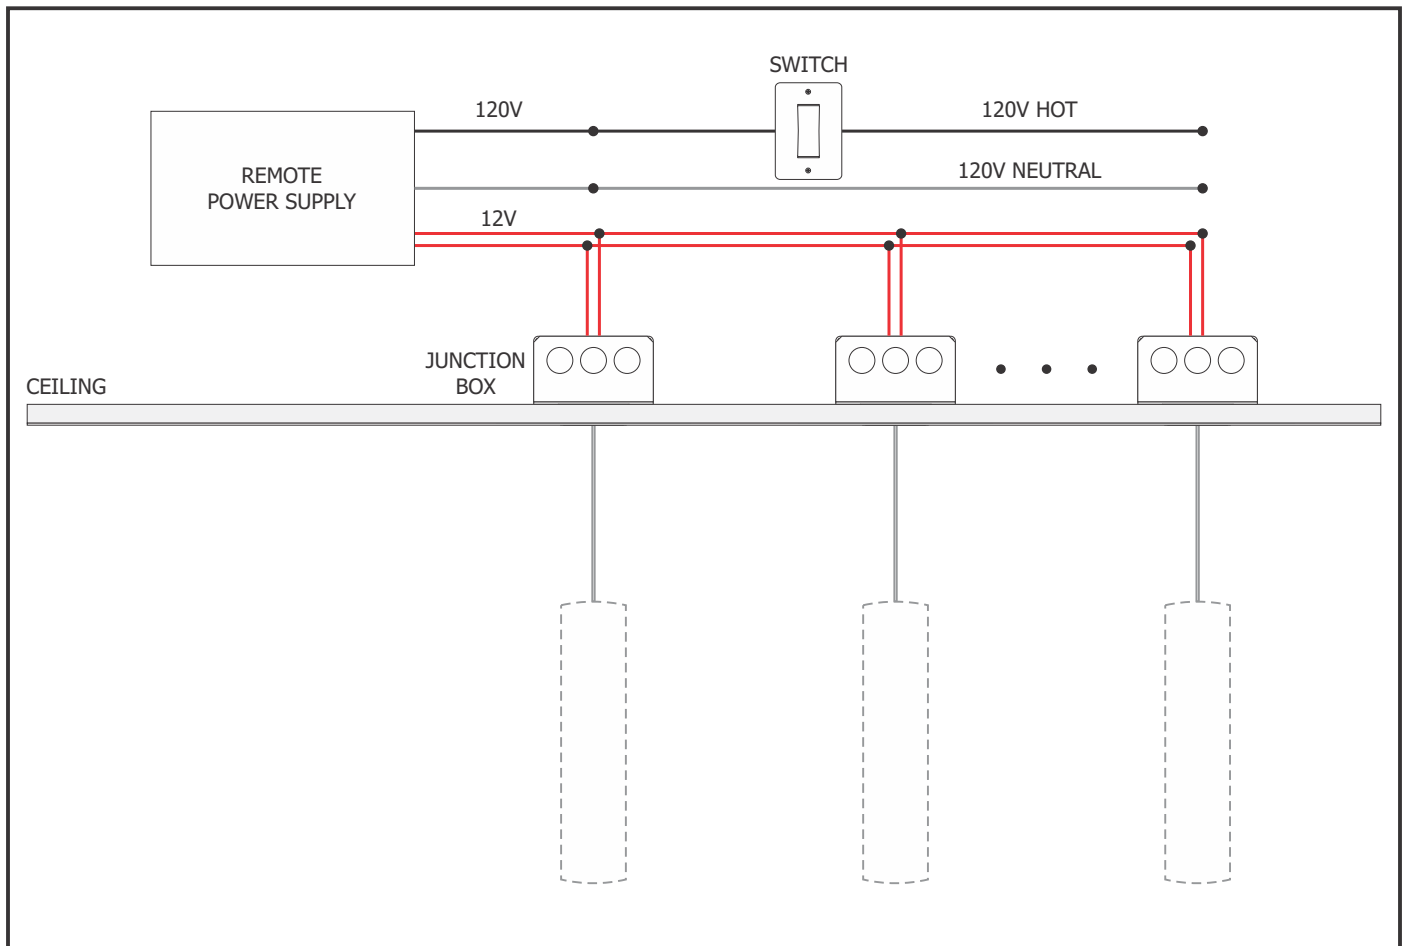 SWITCH
120V
120V HOT
REMOTE
POWER SUPPLY
120V NEUTRAL
12V
JUNCTION
BOX
CEILING